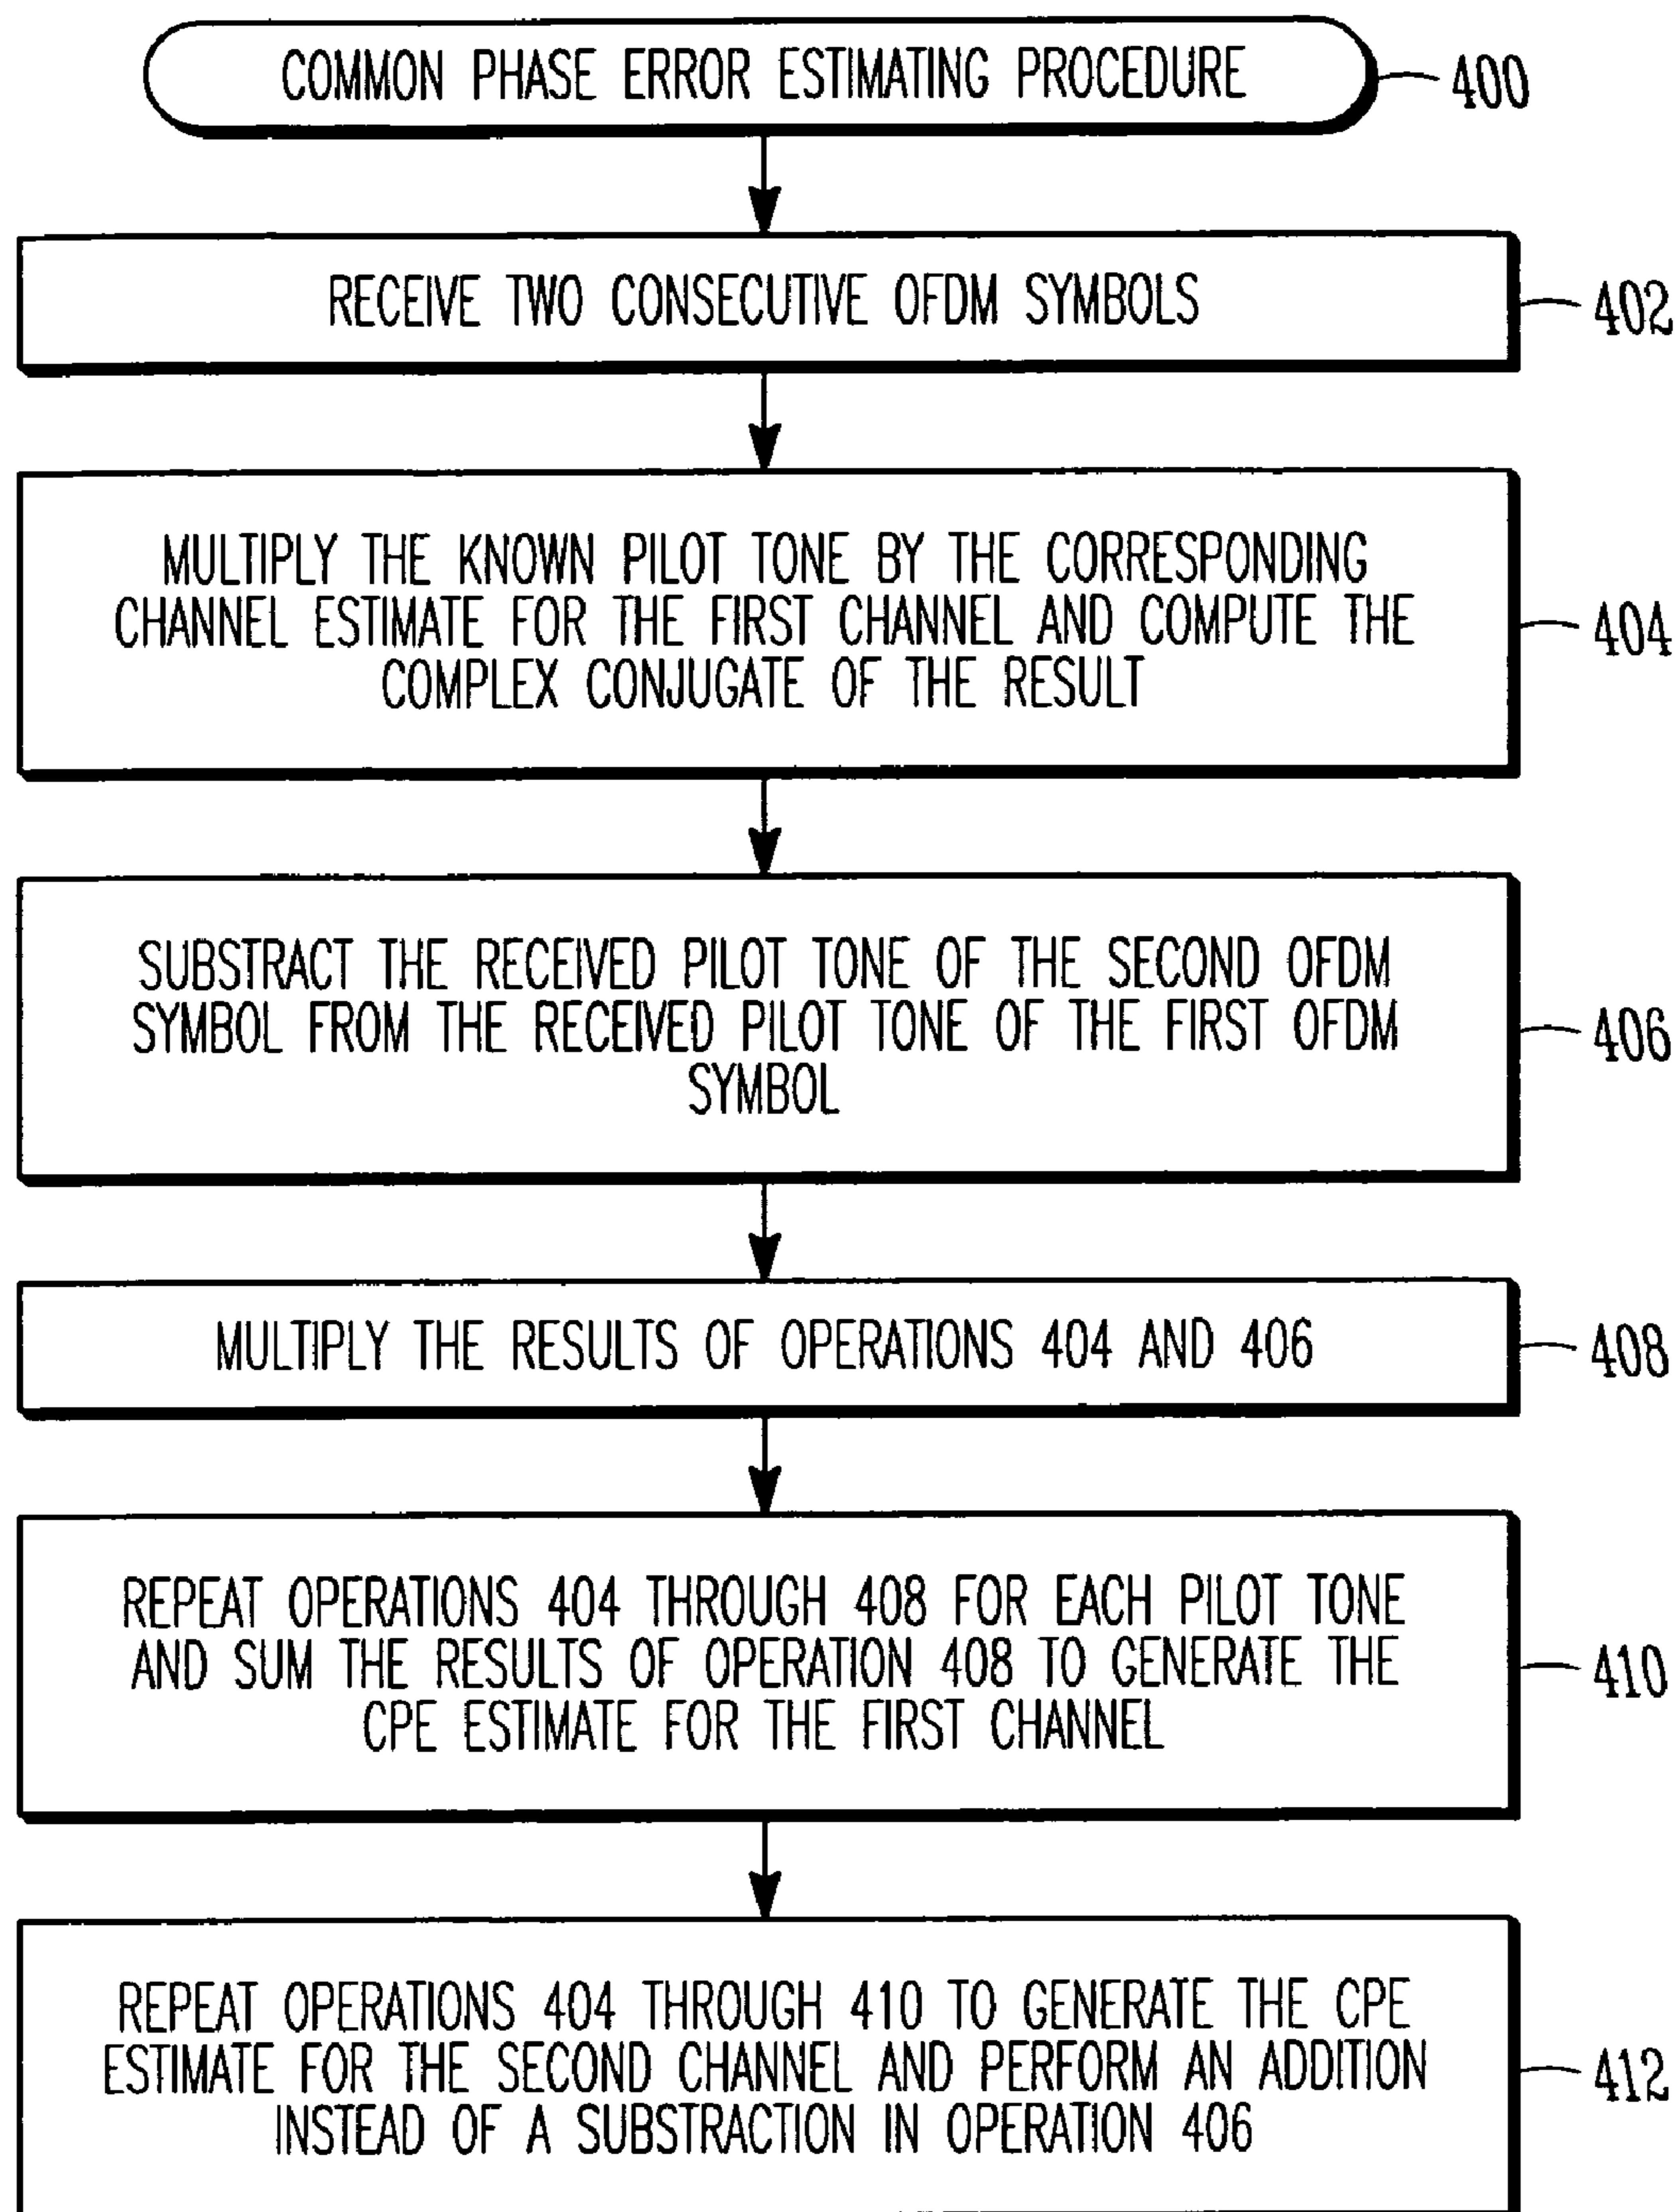 COMMON PHASE ERROR ESTIMATING PROCEDURE
400
RECEIVE TWO CONSECUTIVE OFDM SYMBOLS
402
MULTIPLY THE KNOWN PILOT TONE BY THE CORRESPONDING
CHANNEL ESTIMATE FOR THE FIRST CHANNEL AND COMPUTE THE
COMPLEX CONJUGATE OF THE RESULT
404
SUBSTRACT THE RECEIVED PILOT TONE OF THE SECOND OFDM
SYMBOL FROM THE RECEIVED PILOT TONE OF THE FIRST OFDM
SYMBOL
406
MULTIPLY THE RESULTS OF OPERATIONS 404 AND 406
408
REPEAT OPERATIONS 404 THROUGH 408 FOR EACH PILOT TONE
AND SUM THE RESULTS OF OPERATION 408 TO GENERATE THE
CPE ESTIMATE FOR THE FIRST CHANNEL
410
REPEAT OPERATIONS 404 THROUGH 410 TO GENERATE THE CPE
ESTIMATE FOR THE SECOND CHANNEL AND PERFORM AN ADDITION
INSTEAD OF A SUBSTRACTION IN OPERATION 406
412